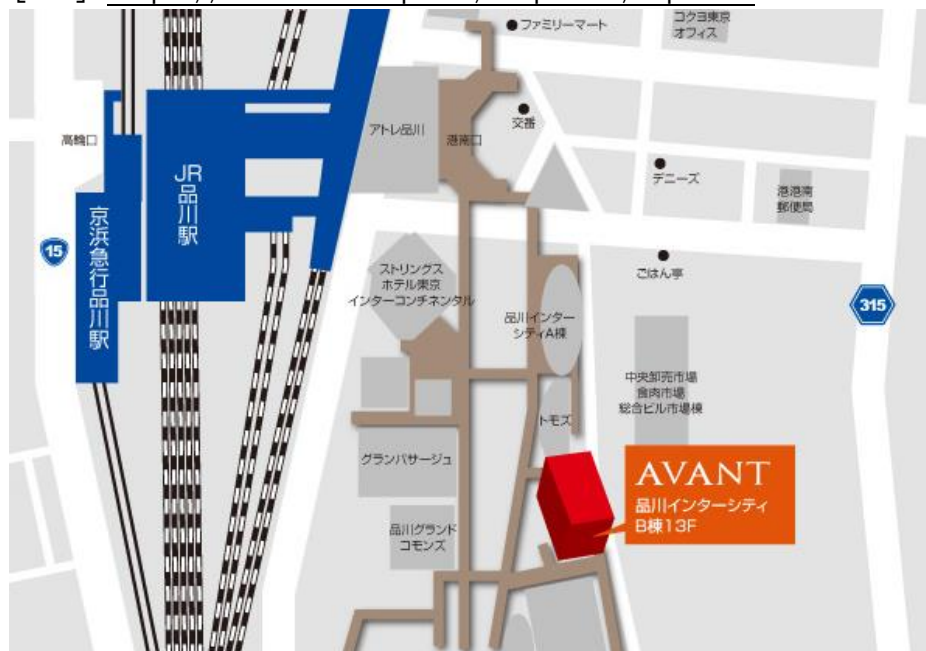 ファミリーマート
コクヨ東京
オフィス
高輪口
アトレ品川
港南口
交番
JR品川駅
デニーズ
港港南
郵便局
京浜急行品川駅
15
ストリングス
ホテル東京
インターコンチネンタル
ごはん亭
315
品川インター
シティA棟
中央卸売市場
食肉市場
総合ビル市場棟
トモズ
グランパサージュ
AVANT
品川インターシティ
B棟13F
品川グランド
コモンズ